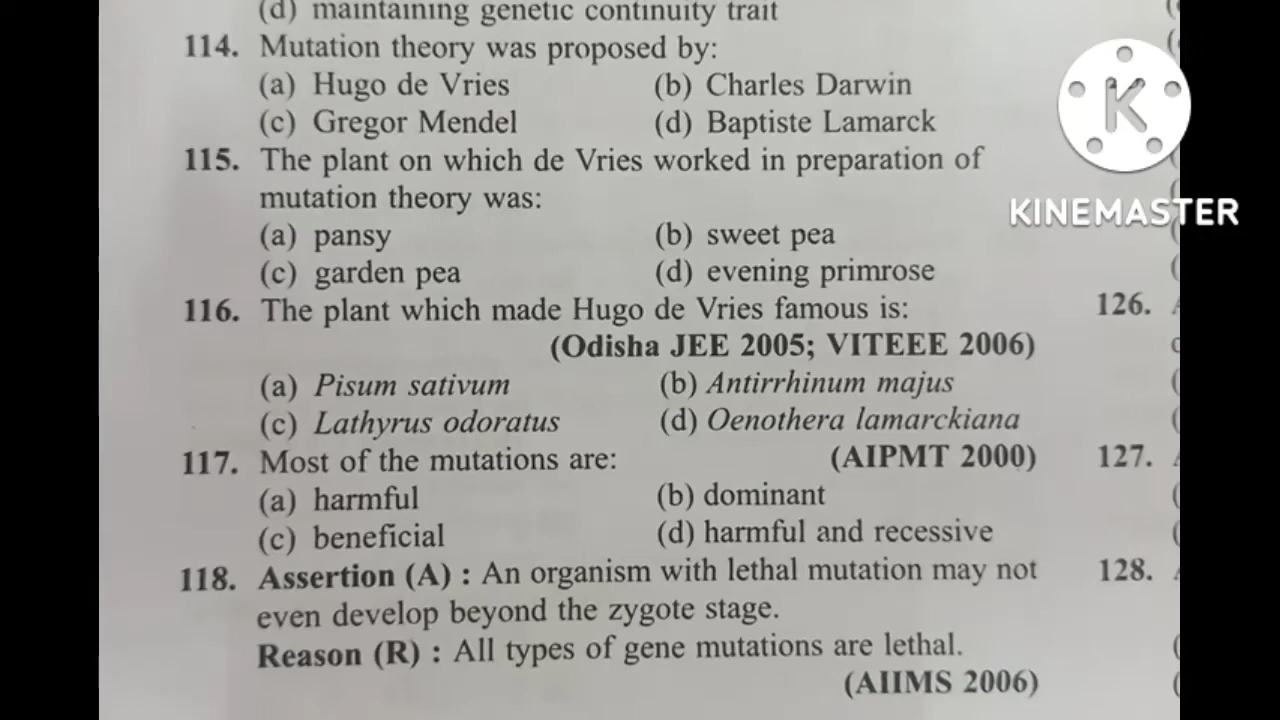 (d) maintaining genetic continuity trait
114. Mutation theory was proposed by:
(a) Hugo de Vries (b) Charles Darwin
(c) Gregor Mendel (d) Baptiste Lamarck
115. The plant on which de Vries worked in preparation of
mutation theory was:
(a) pansy (b) sweet pea
(c) garden pea (d) evening primrose
116. The plant which made Hugo de Vries famous is:
(Odisha JEE 2005; VITEEE 2006)
(a) Pisum sativum (b) Antirrhinum majus
(c) Lathyrus odoratus (d) Oenothera lamarckiana
117. Most of the mutations are: (AIPMT 2000)
(a) harmful (b) dominant
(c) beneficial (d) harmful and recessive
118. Assertion (A) : An organism with lethal mutation may not
even develop beyond the zygote stage.
Reason (R) : All types of gene mutations are lethal.
(AIIMS 2006)
126.
127.
128.
K
KINEMASTER